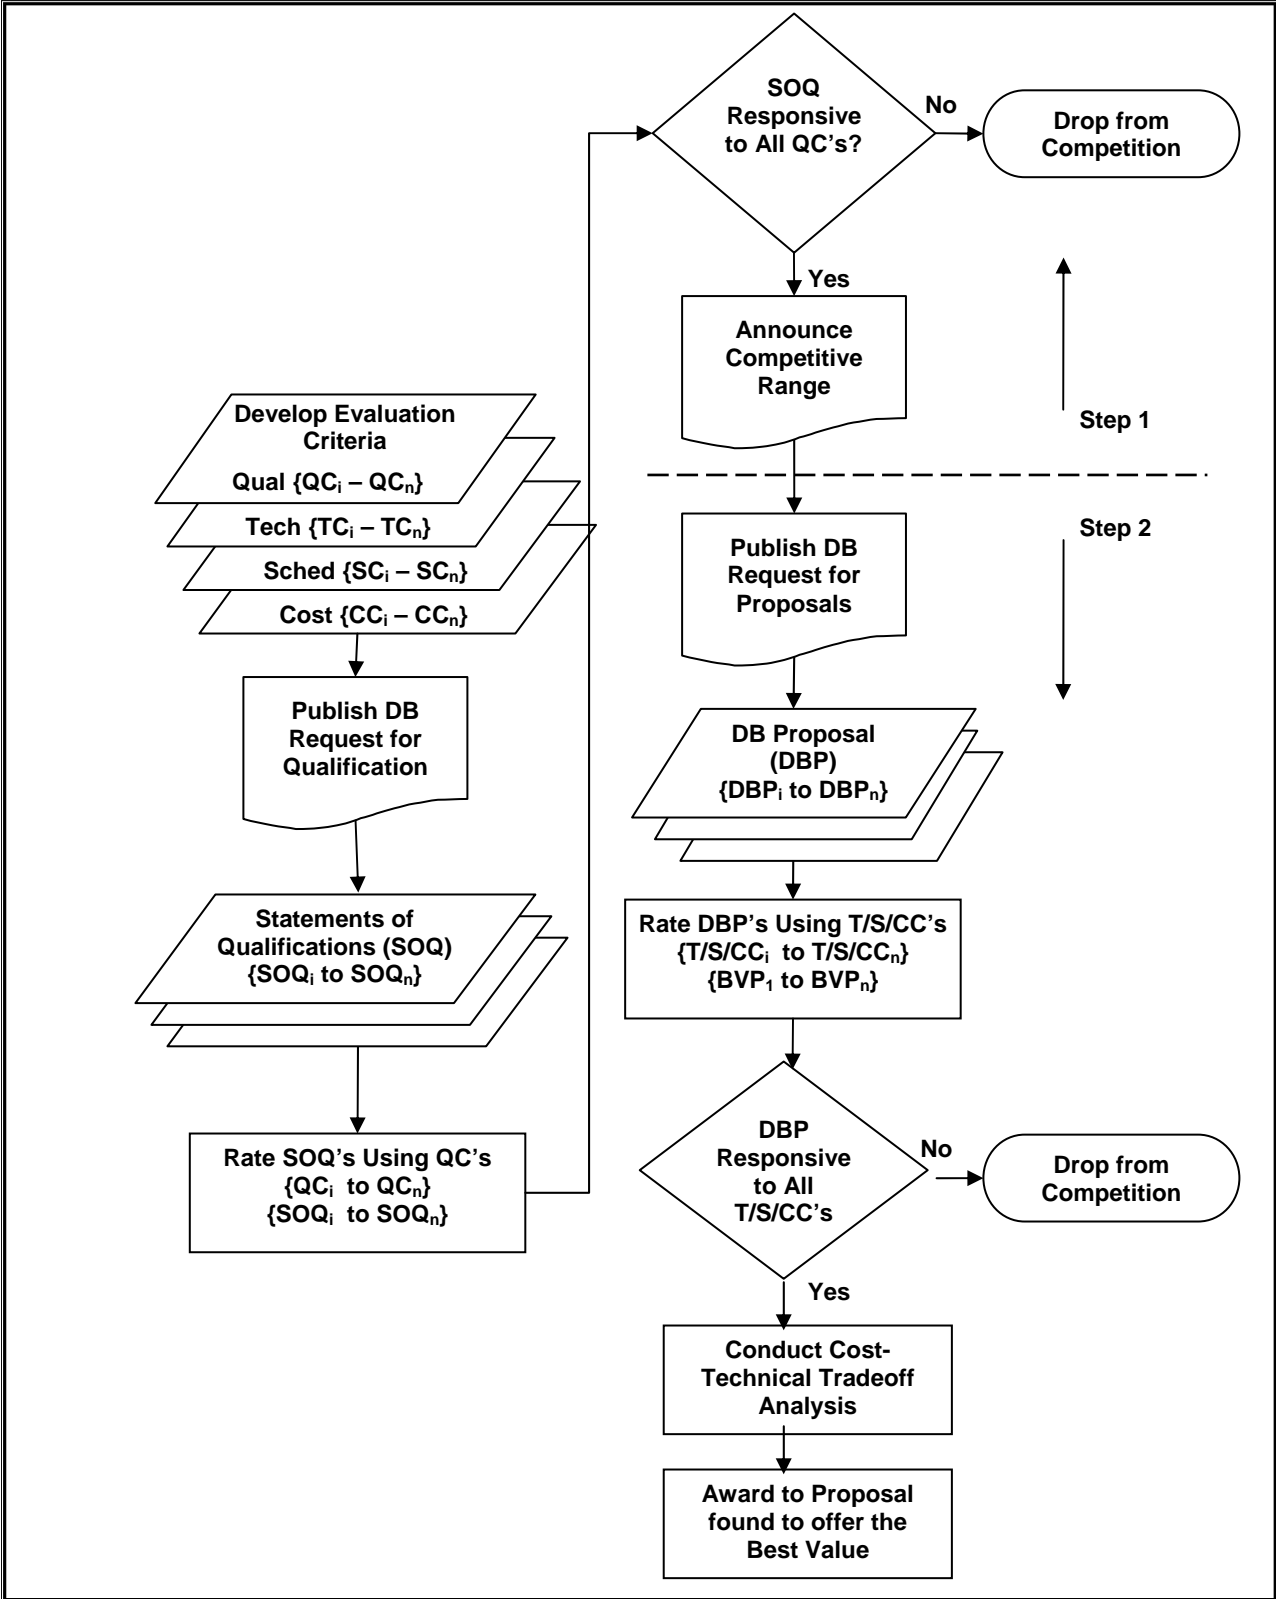 Develop Evaluation
Criteria
Qual {QCi – QCn}
Tech {TCi – TCn}
Sched {SCi – SCn}
Cost {CCi – CCn}
Publish DB
Request for
Qualification
Statements of
Qualifications (SOQ)
{SOQi to SOQn}
Rate SOQ's Using QC's
{QCi to QCn}
{SOQi to SOQn}
SOQ
Responsive
to All QC's?
No
Drop from
Competition
Yes
Announce
Competitive
Range
Step 1
Step 2
Publish DB
Request for
Proposals
DB Proposal
(DBP)
{DBPi to DBPn}
Rate DBP's Using T/S/CC's
{T/S/CCi to T/S/CCn}
{BVP1 to BVPn}
DBP
Responsive
to All
T/S/CC's
No
Drop from
Competition
Yes
Conduct Cost-
Technical Tradeoff
Analysis
Award to Proposal
found to offer the
Best Value